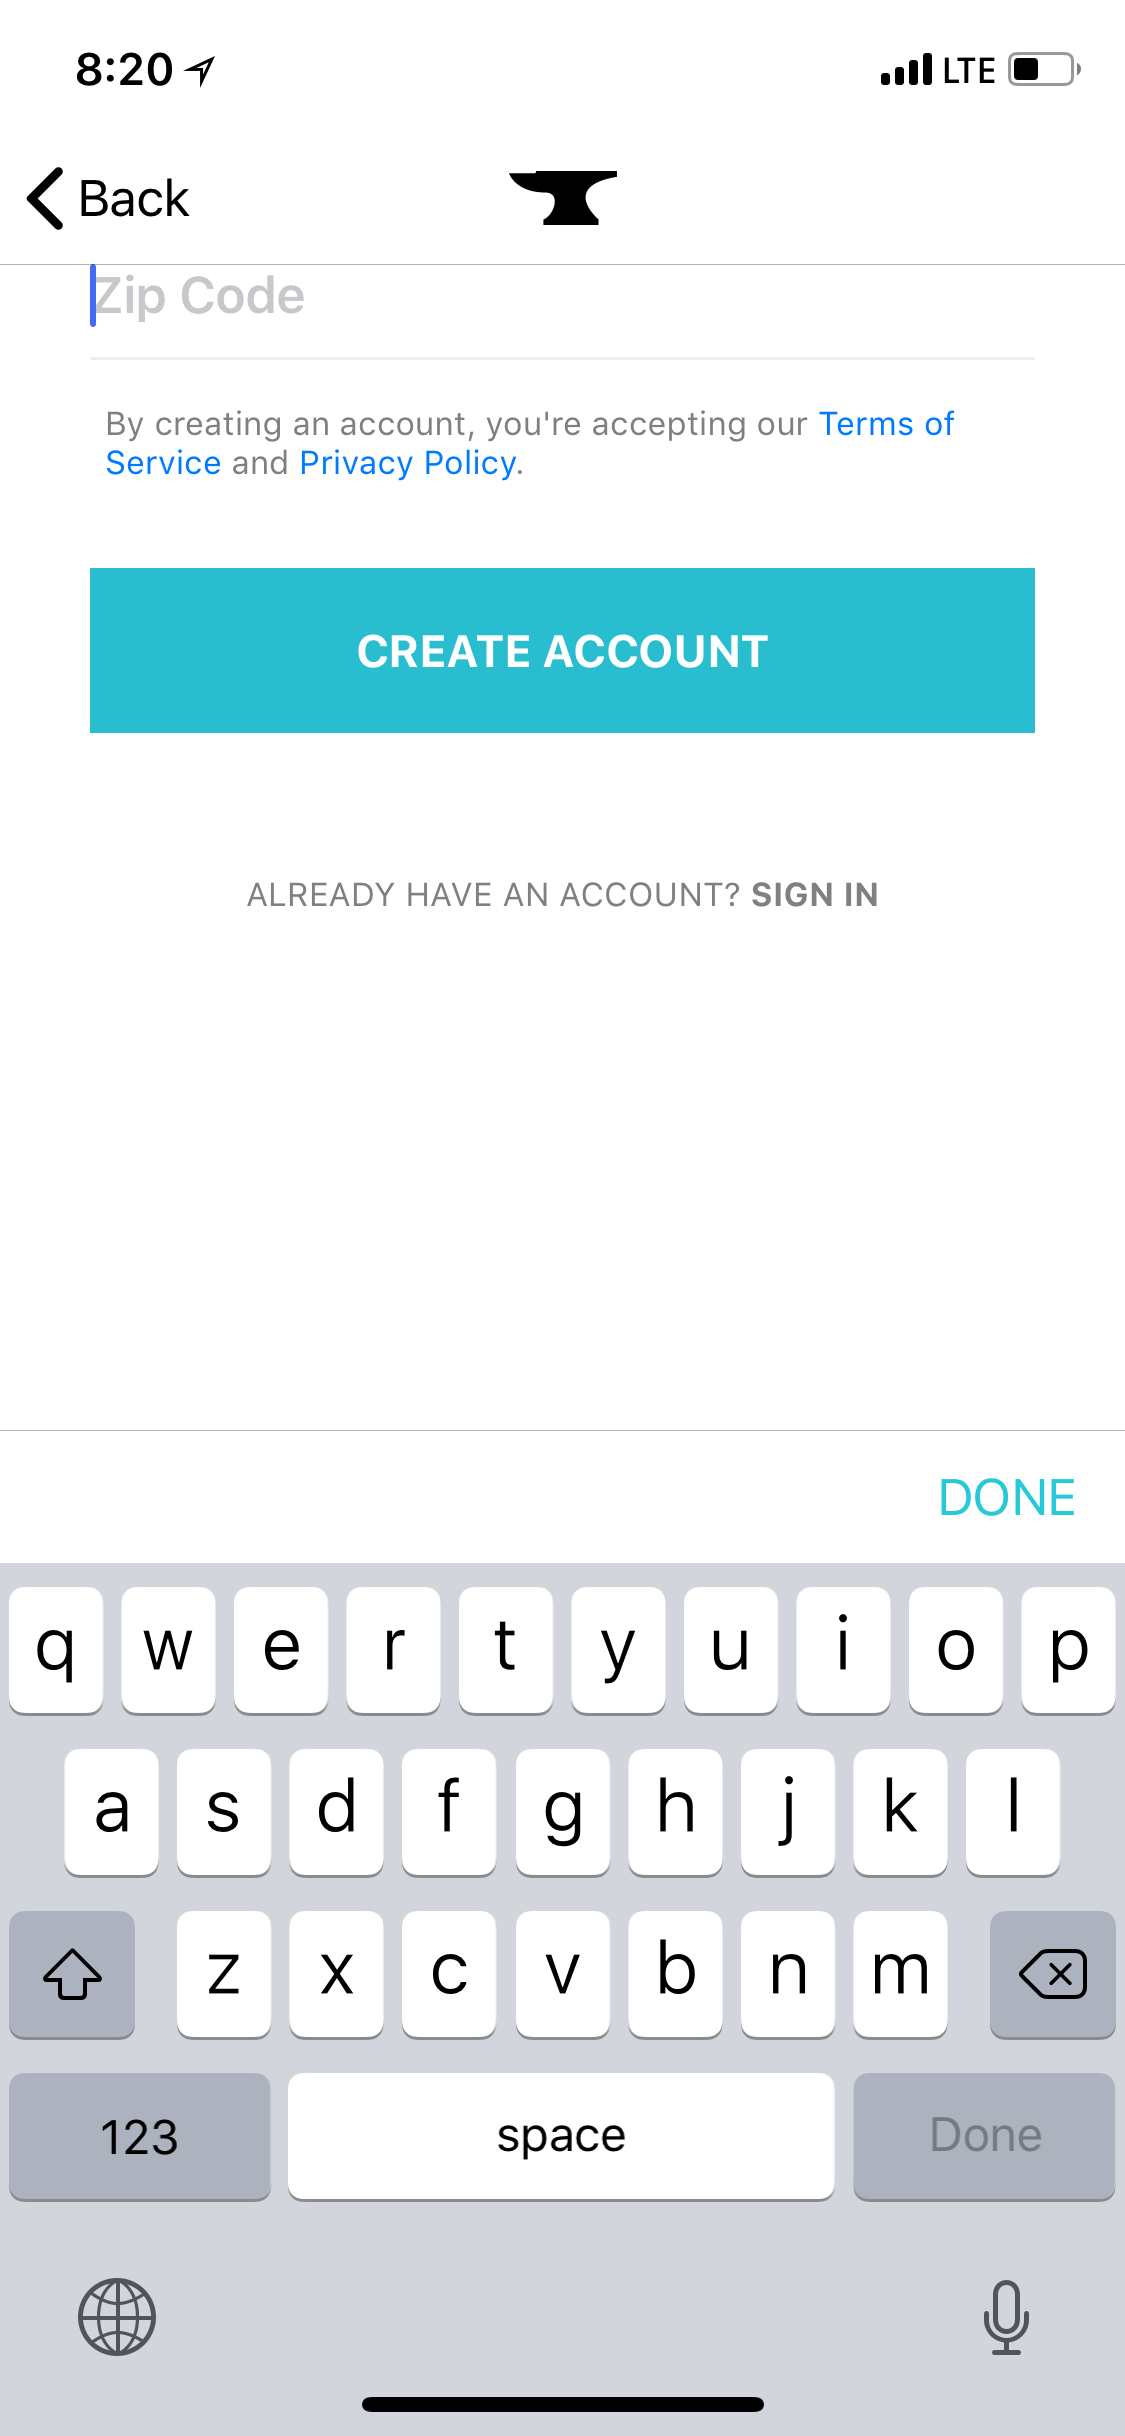 8:20 LTE
Back
Zip Code
By creating an account, you're accepting our Terms of
Service and Privacy Policy.
CREATE ACCOUNT
ALREADY HAVE AN ACCOUNT? SIGN IN
DONE
q w e r t y u i o p
a s d f g h j k l
z x c v b n m
123 space Done